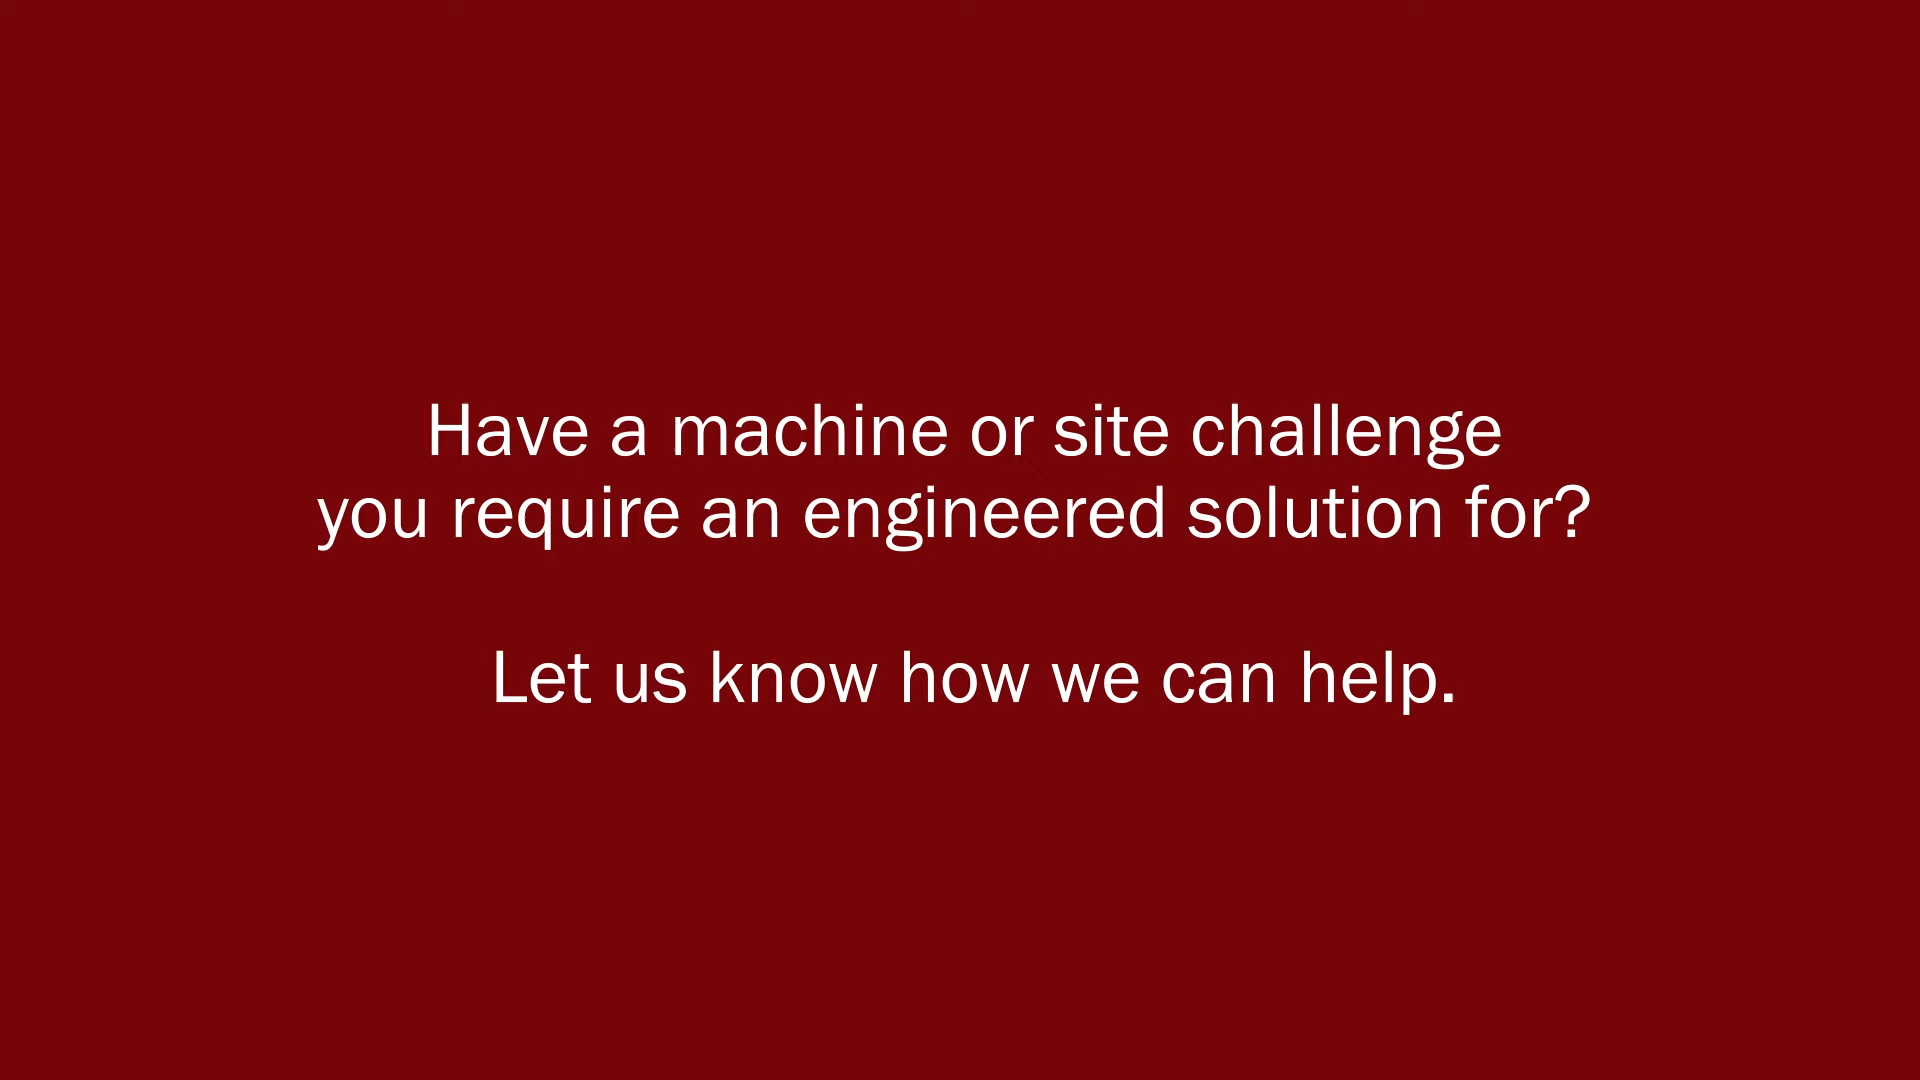 Have a machine or site challenge
you require an engineered solution for?
Let us know how we can help.